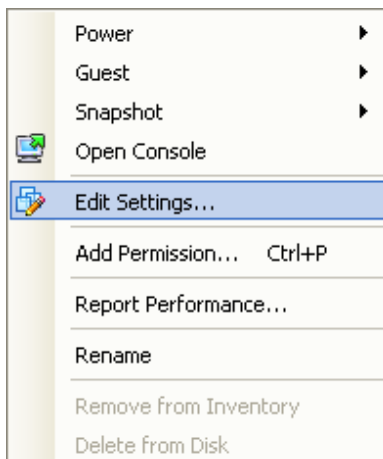 Power
Guest
Snapshot
Open Console
Edit Settings...
Add Permission... Ctrl+P
Report Performance...
Rename
Remove from Inventory
Delete from Disk